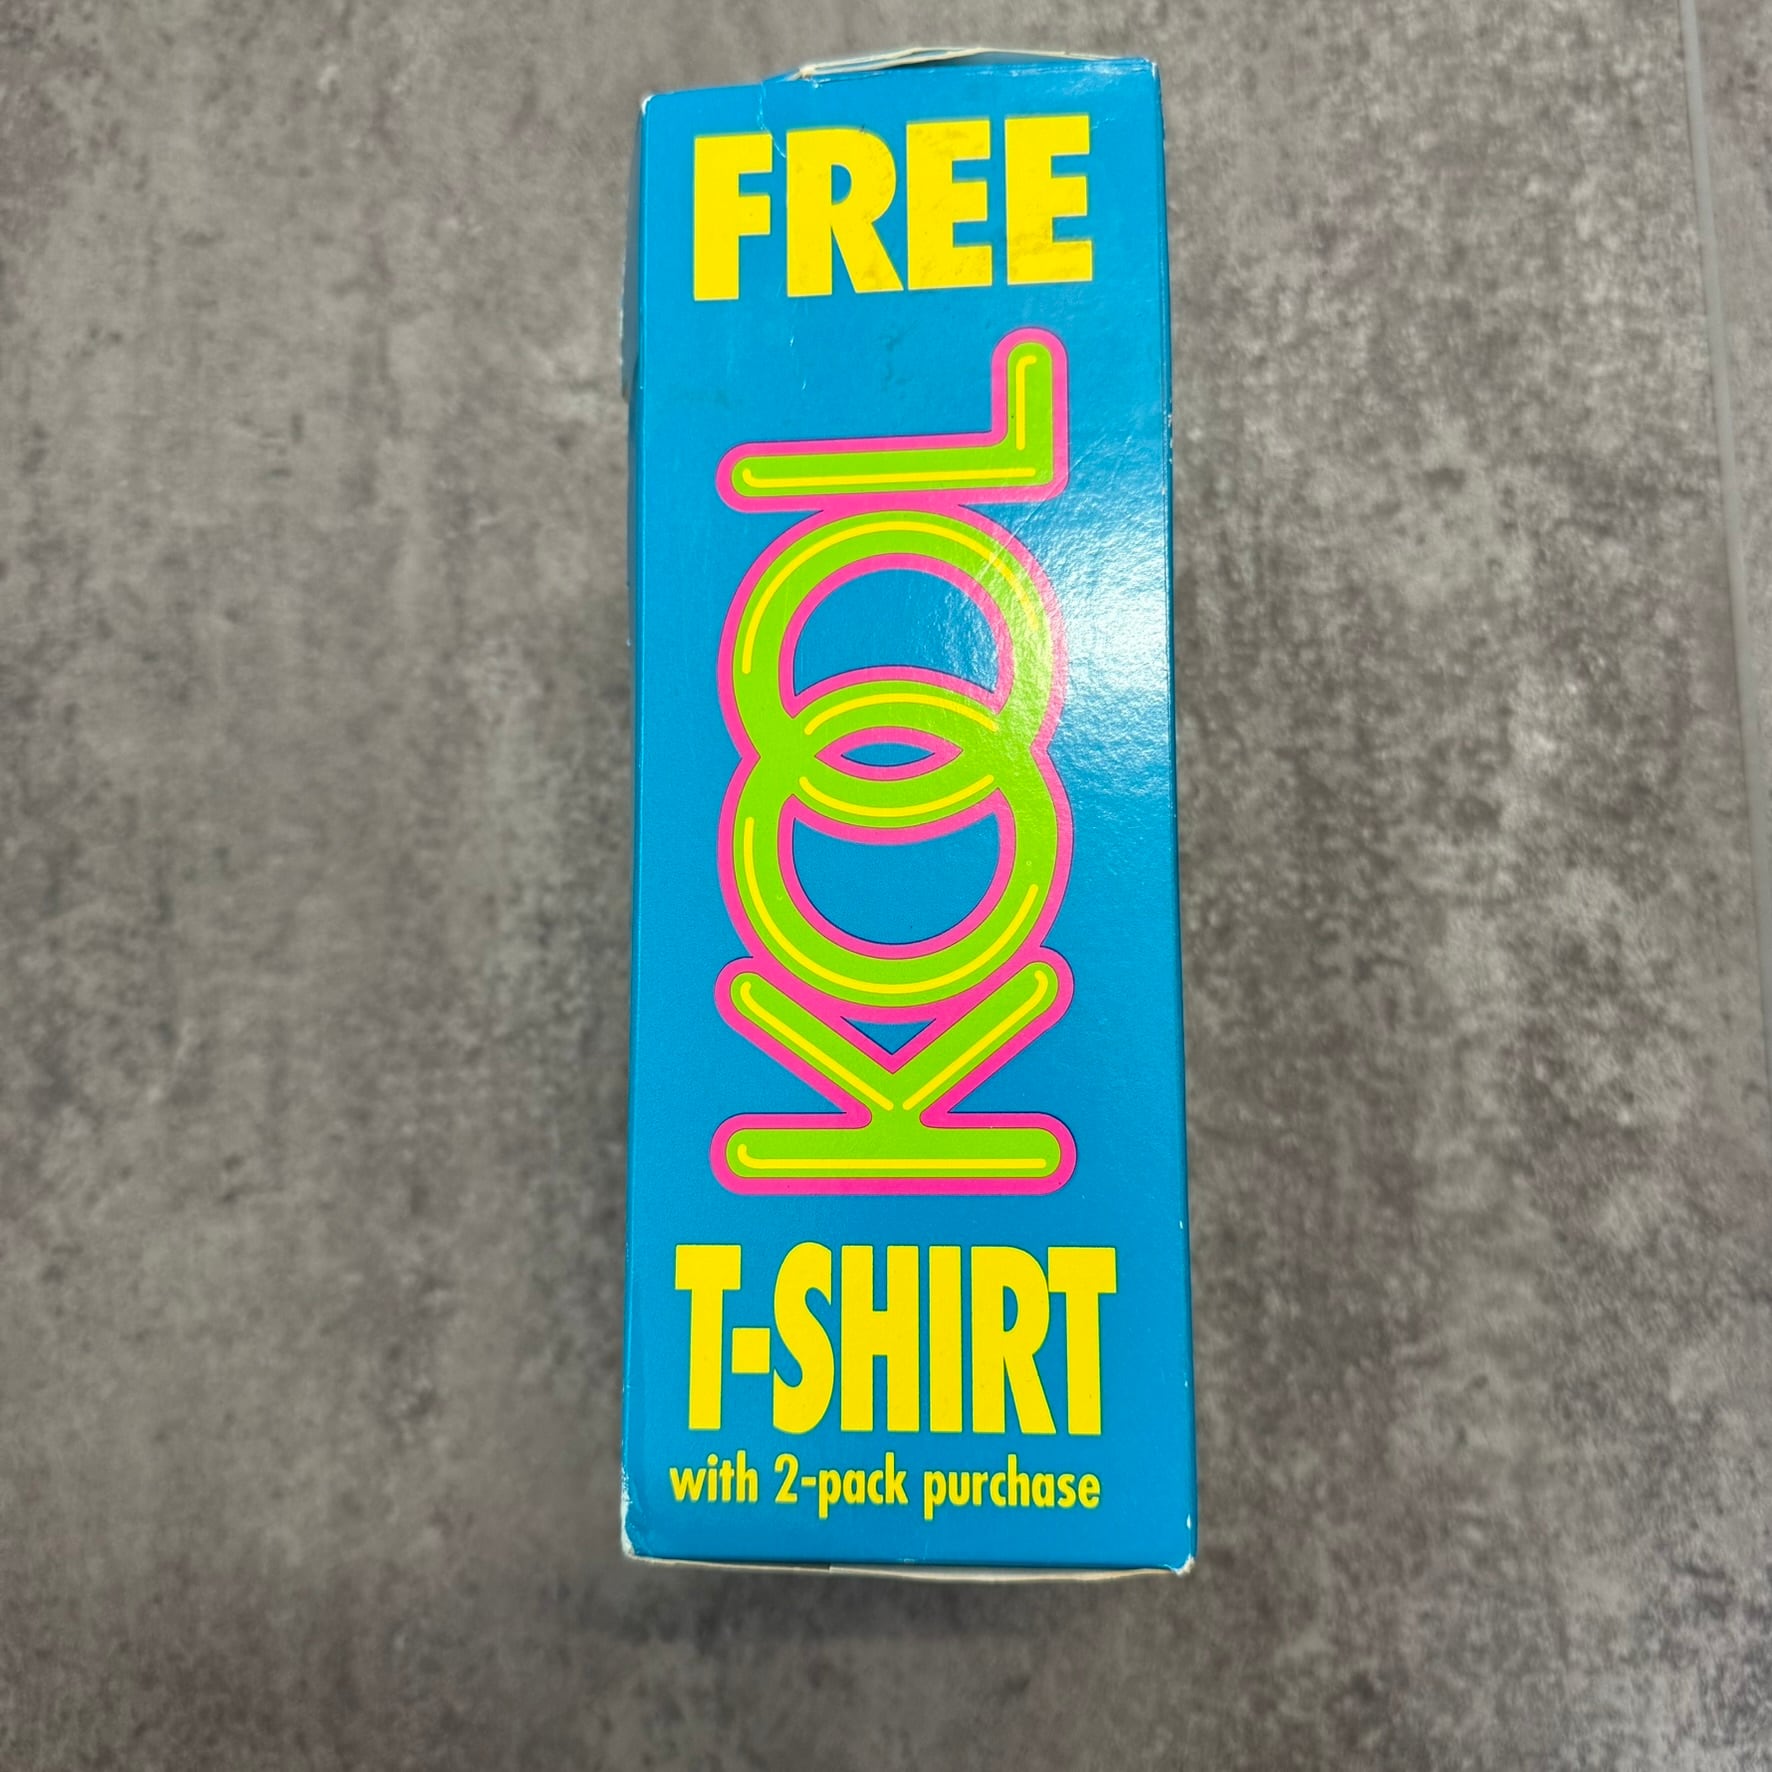 FREE
KOOL
T-SHIRT
with 2-pack purchase